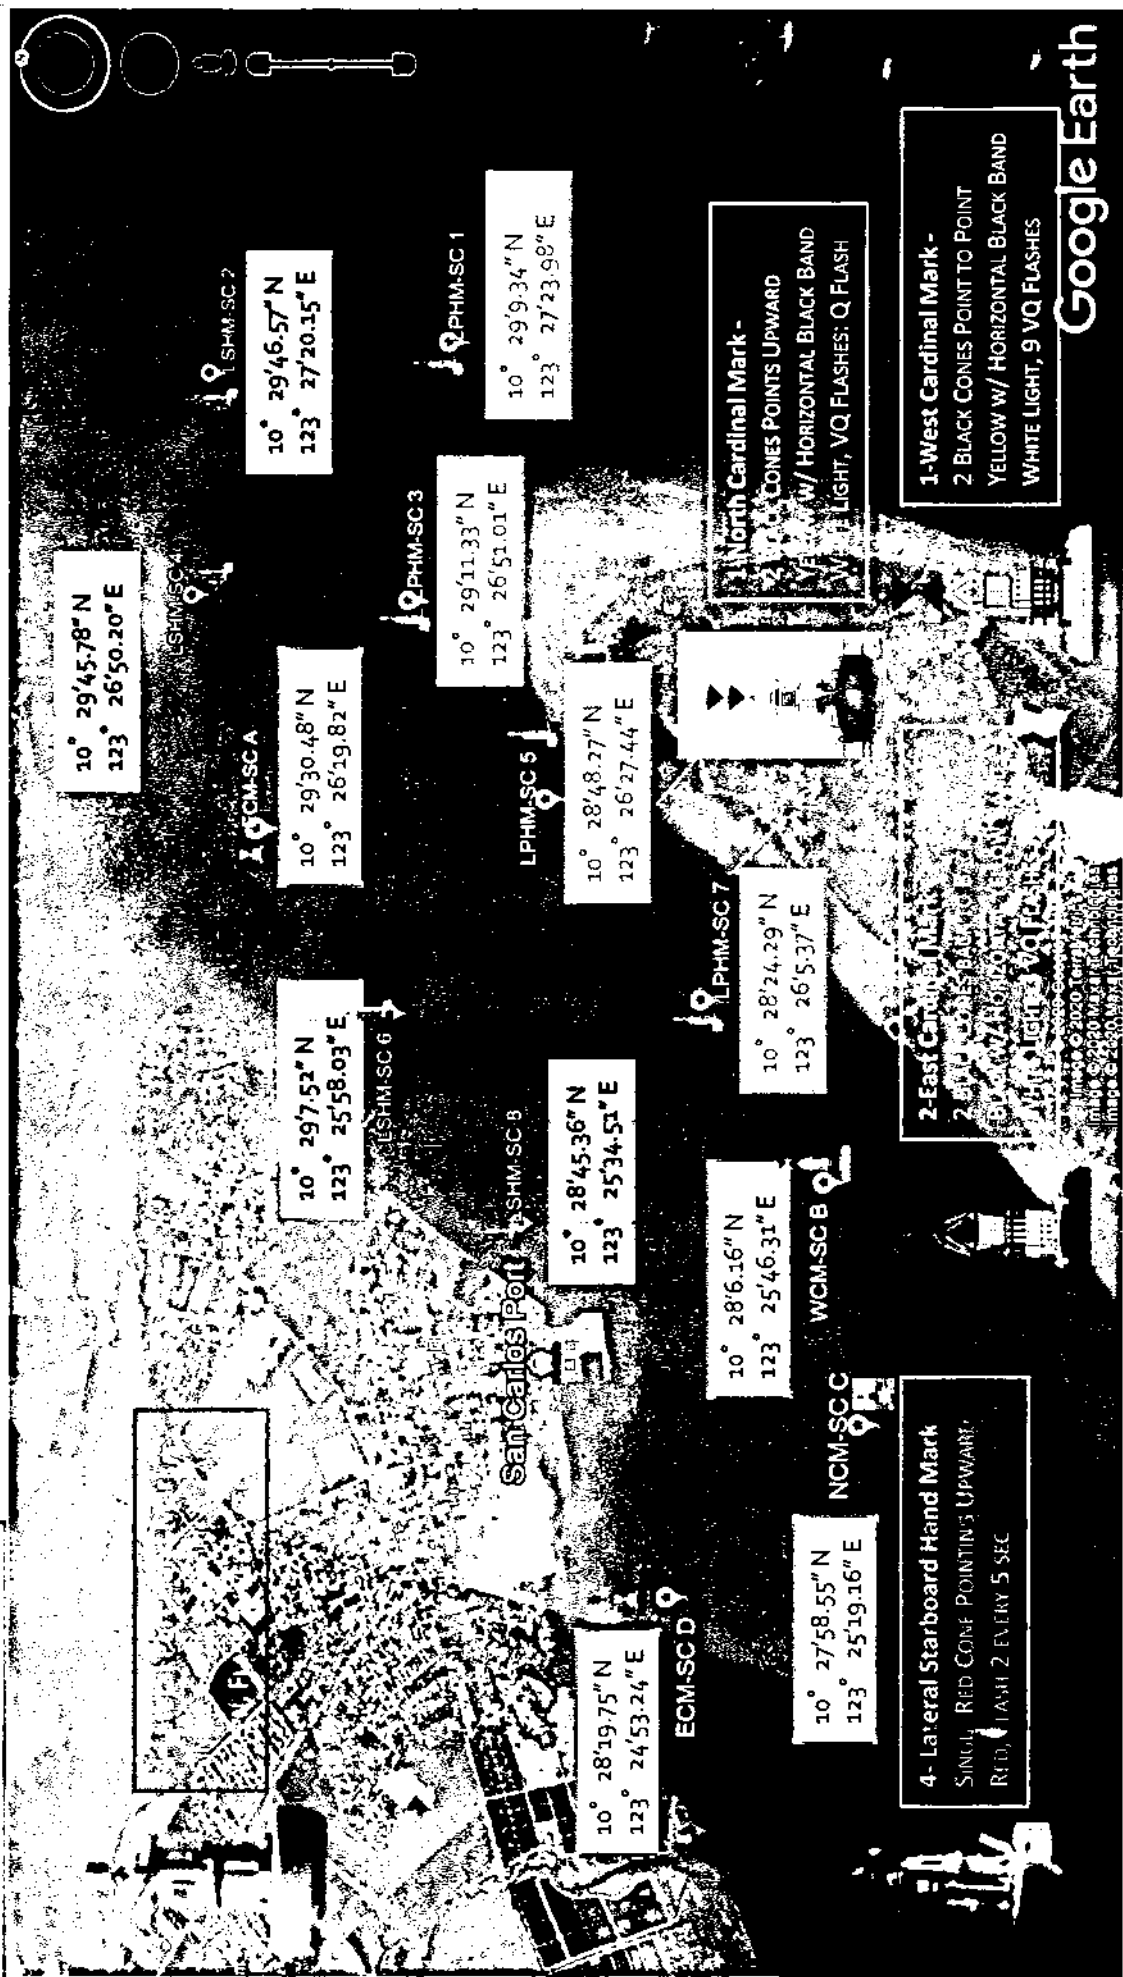 10° 29'45.78" N
123° 26'50.20" E
LSHM-SC
LSHM-SC 2
10° 29'46.57" N
123° 27'20.15" E
10° 29'30.48" N
123° 26'19.82" E
LPHM-SC 3
10° 29'11.33" N
123° 26'51.01" E
LPHM-SC 1
10° 29'9.34" N
123° 27'23.98" E
10° 29'7.52" N
123° 25'58.03" E
LSHM-SC 6
LPHM-SC 5
10° 28'48.27" N
123° 26'27.44" E
San Carlos Port
LSHM-SC 8
10° 28'45.36" N
123° 25'34.51" E
LPHM-SC 7
10° 28'24.29" N
123° 26'5.37" E
10° 28'19.75" N
123° 24'53.24" E
ECM-SC D
10° 28'6.16" N
123° 25'46.31" E
WCM-SC B
10° 27'58.55" N
123° 25'19.16" E
NCM-SC C
North Cardinal Mark -
CONES POINTS UPWARD
W/ HORIZONTAL BLACK BAND
LIGHT, VQ FLASHES: Q FLASH
4- Lateral Starboard Hand Mark
SINGLE RED CONE POINTING UPWARD
RED, FLASH 2 EVERY 5 SEC
2-East Cardinal Mark-
1-West Cardinal Mark -
2 BLACK CONES POINT TO POINT
YELLOW W/ HORIZONTAL BLACK BAND
WHITE LIGHT, 9 VQ FLASHES
Image © 2020 Maxar Technologies
Google Earth